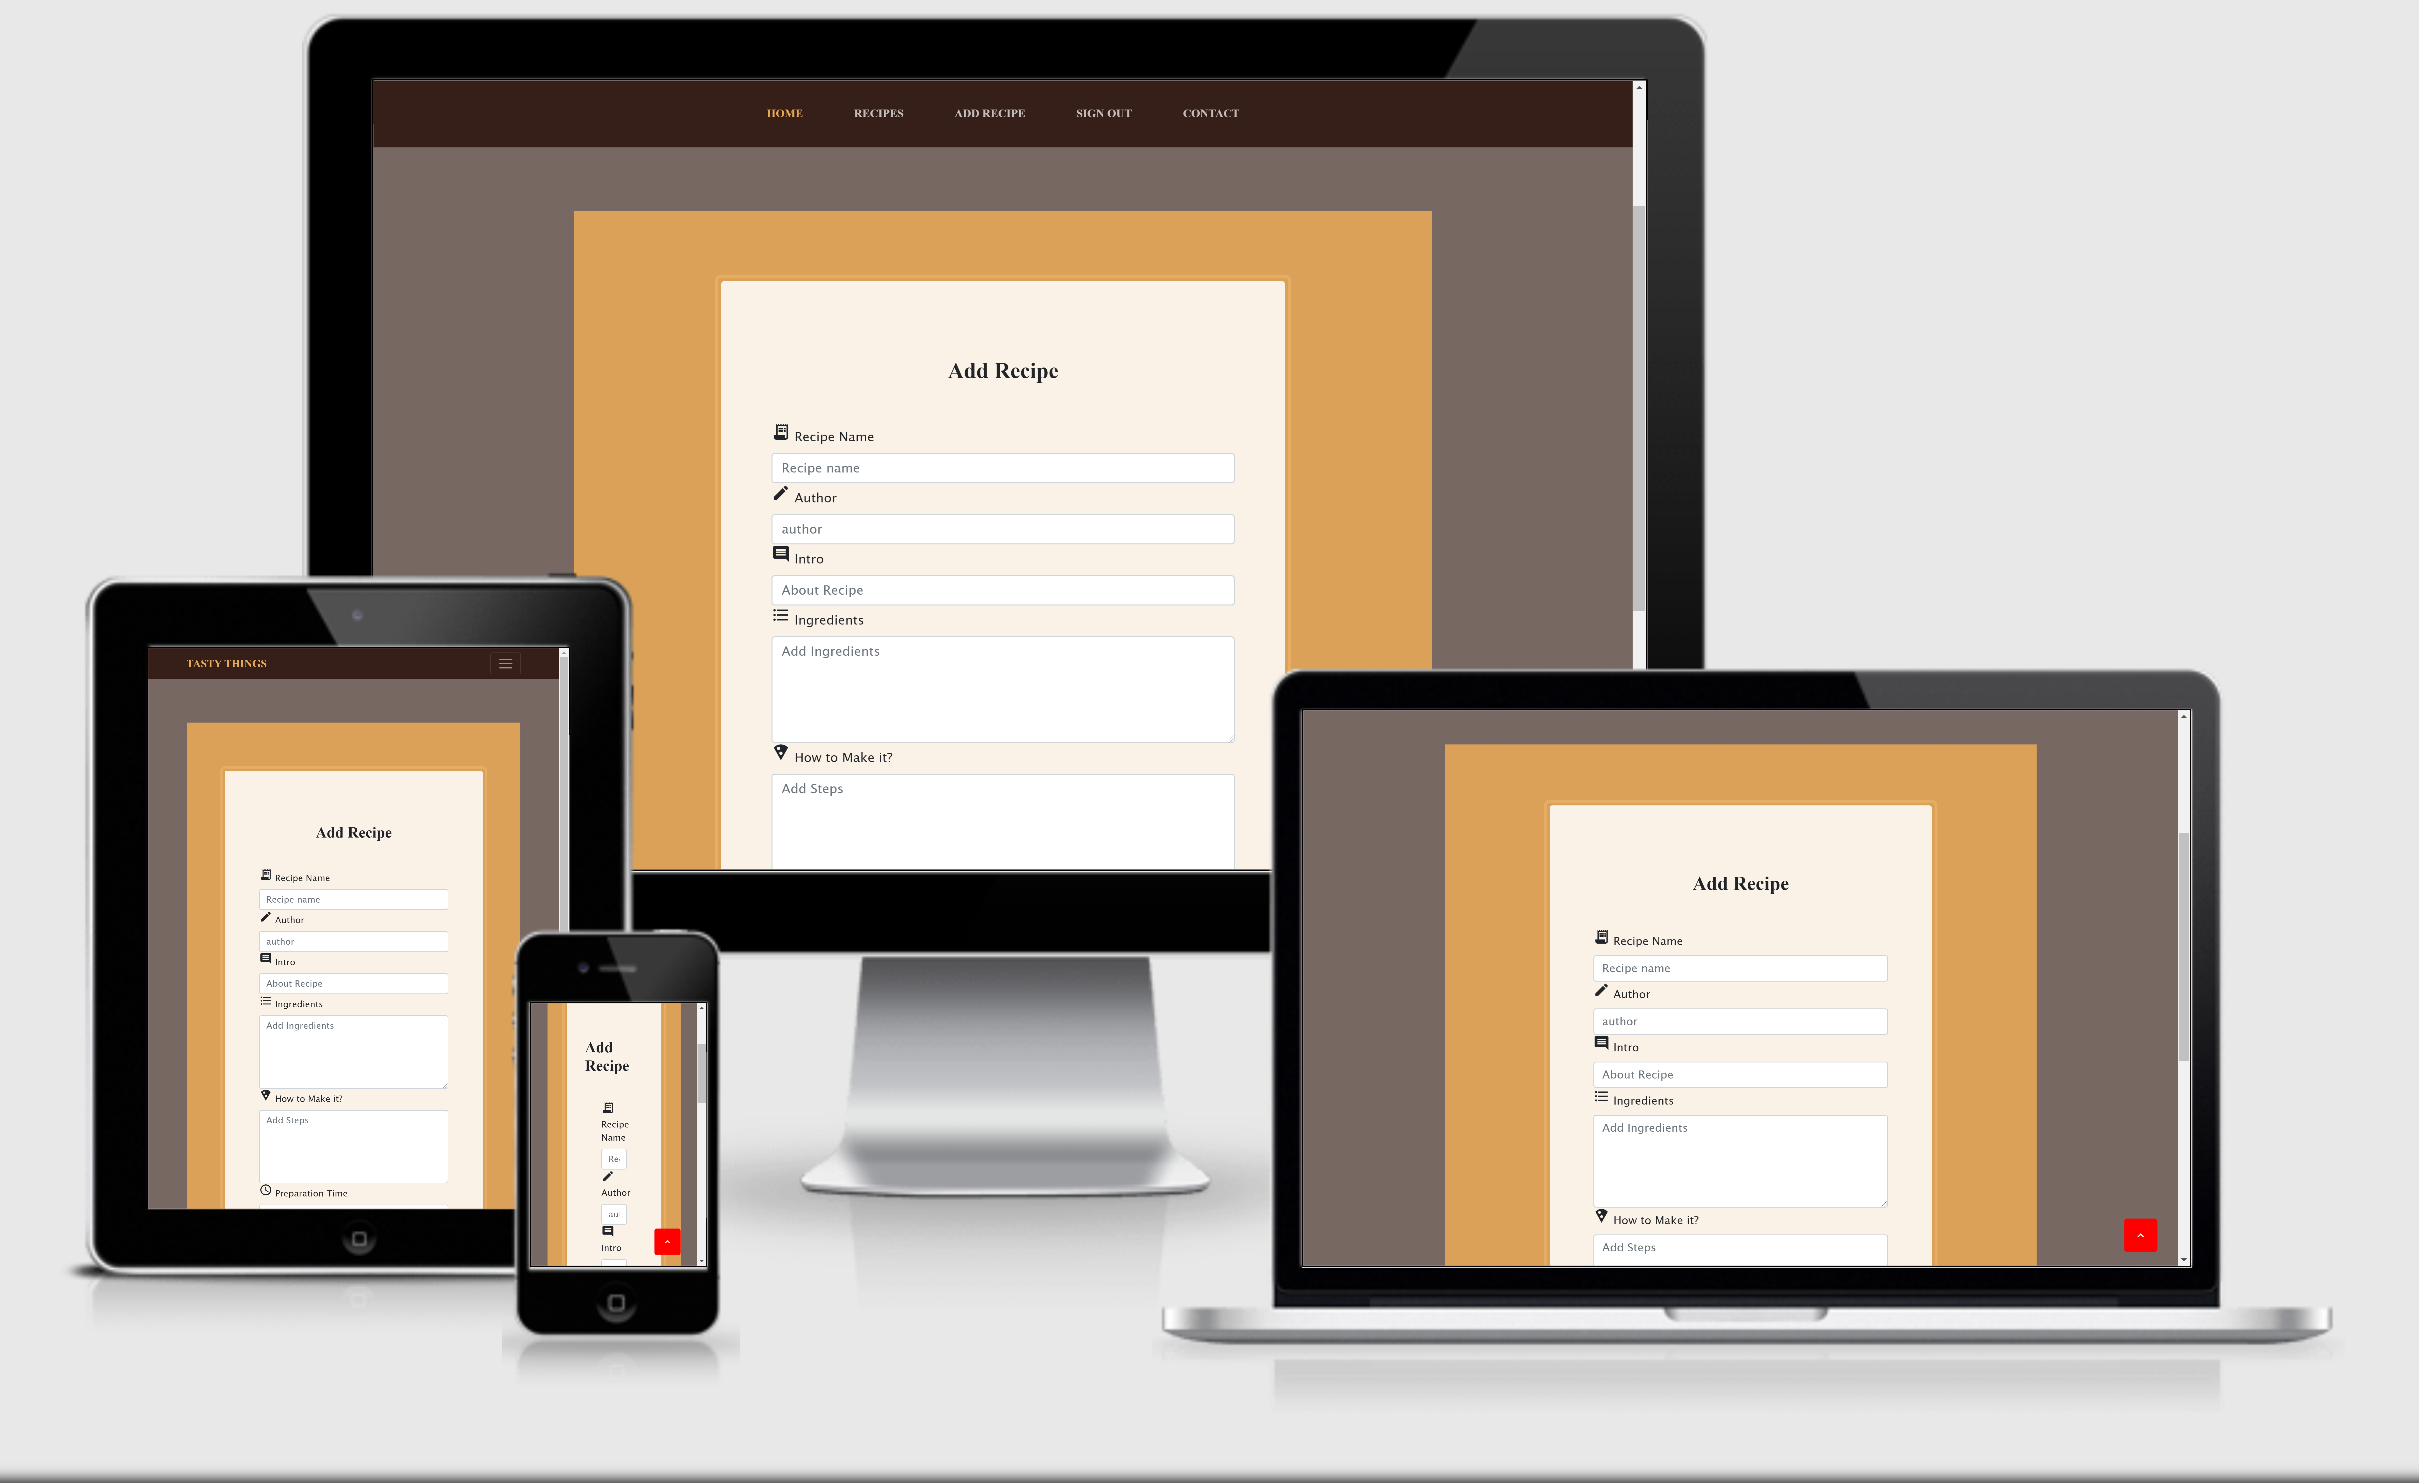 HOME RECIPES ADD RECIPE SIGN OUT CONTACT
Add Recipe
Recipe Name
Recipe name
Author
author
Intro
About Recipe
Ingredients
Add Ingredients
How to Make it?
Add Steps
TASTY THINGS
Add Recipe
Recipe Name
Recipe name
Author
author
Intro
About Recipe
Ingredients
Add Ingredients
How to Make it?
Add Steps
Preparation Time
Add
Recipe
Recipe
Name
Re
Author
au
Intro
Add Recipe
Recipe Name
Recipe name
Author
author
Intro
About Recipe
Ingredients
Add Ingredients
How to Make it?
Add Steps